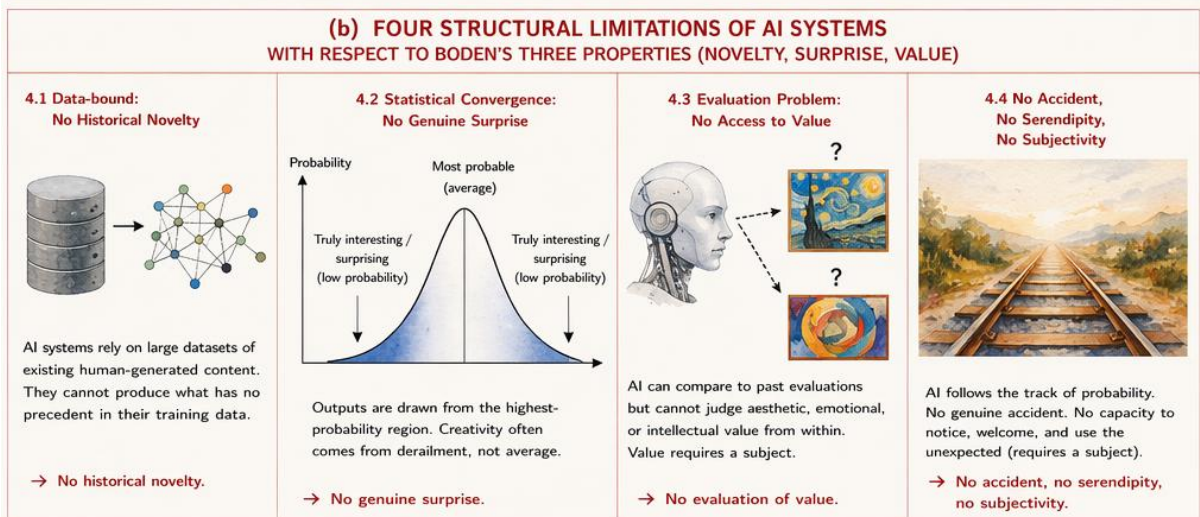 (b) FOUR STRUCTURAL LIMITATIONS OF AI SYSTEMS
WITH RESPECT TO BODEN'S THREE PROPERTIES (NOVELTY, SURPRISE, VALUE)
4.1 Data-bound:
No Historical Novelty
AI systems rely on large datasets of
existing human-generated content.
They cannot produce what has no
precedent in their training data.
→ No historical novelty.
4.2 Statistical Convergence:
No Genuine Surprise
Probability
Most probable
(average)
Truly interesting /
surprising
(low probability)
Truly interesting /
surprising
(low probability)
Outputs are drawn from the highest-
probability region. Creativity often
comes from derailment, not average.
→ No genuine surprise.
4.3 Evaluation Problem:
No Access to Value
?
?
AI can compare to past evaluations
but cannot judge aesthetic, emotional,
or intellectual value from within.
Value requires a subject.
→ No evaluation of value.
4.4 No Accident,
No Serendipity,
No Subjectivity
AI follows the track of probability.
No genuine accident. No capacity to
notice, welcome, and use the
unexpected (requires a subject).
→ No accident, no serendipity,
no subjectivity.